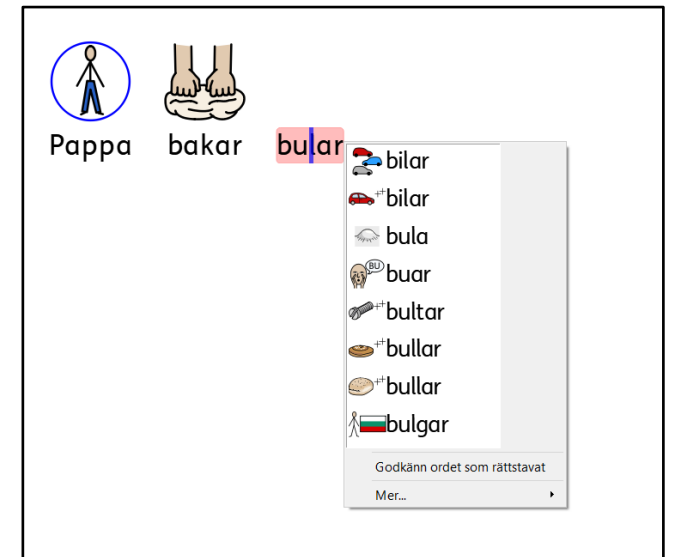 Pappa bakar bular
bilar
bilar
bula
BU buar
bultar
bullar
bullar
bulgar
Godkänn ordet som rättstavat
Mer...